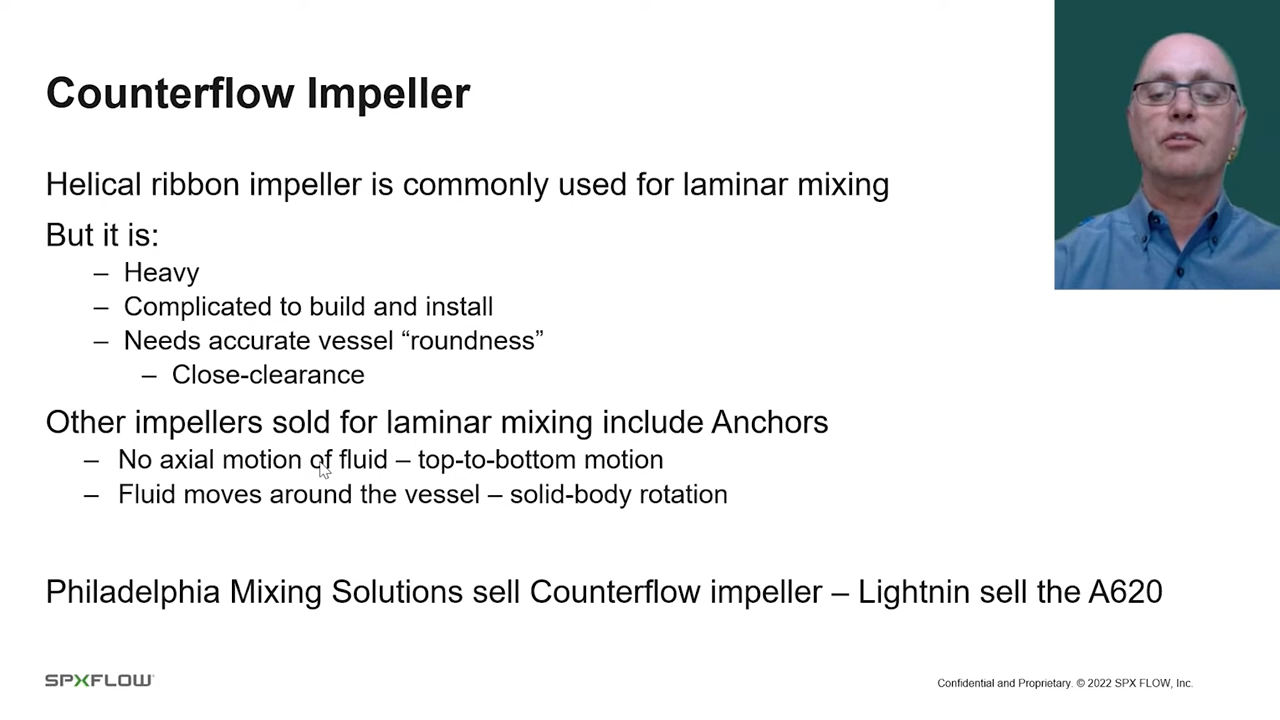 Counterflow Impeller
Helical ribbon impeller is commonly used for laminar mixing
But it is:
– Heavy
– Complicated to build and install
– Needs accurate vessel “roundness”
– Close-clearance
Other impellers sold for laminar mixing include Anchors
– No axial motion of fluid – top-to-bottom motion
– Fluid moves around the vessel – solid-body rotation
Philadelphia Mixing Solutions sell Counterflow impeller – Lightnin sell the A620
SPXFLOW
Confidential and Proprietary. © 2022 SPX FLOW, Inc.